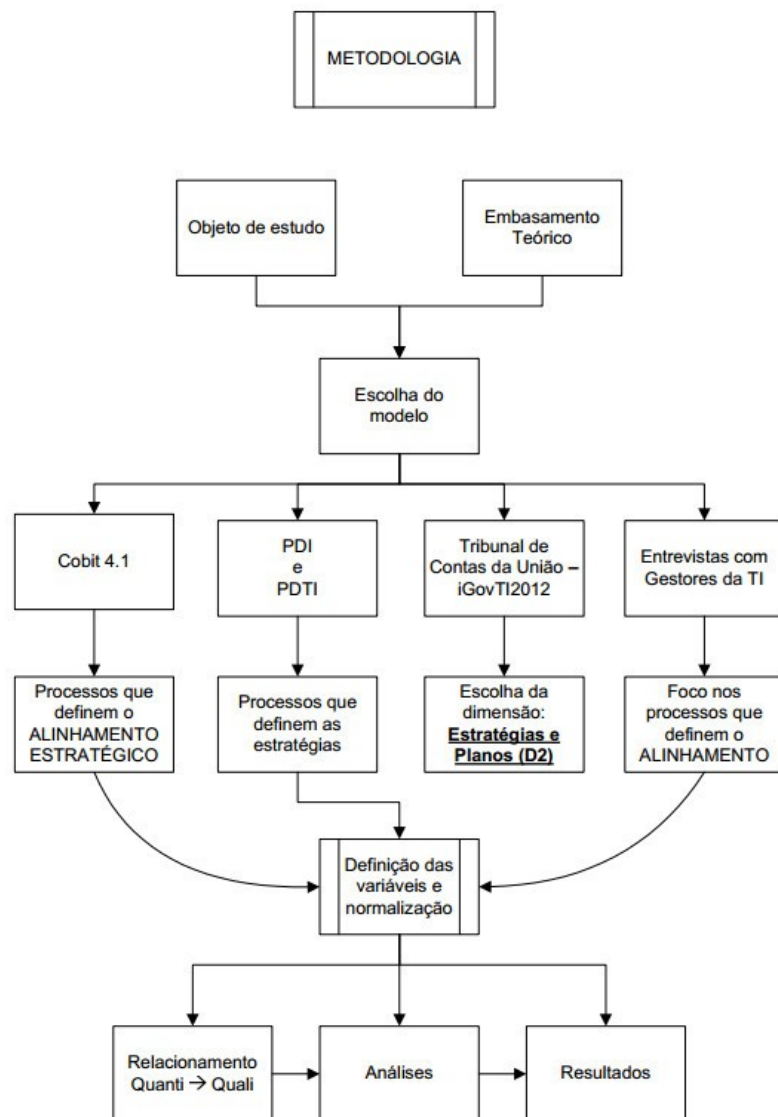 METODOLOGIA
Objeto de estudo
Embasamento
Teórico
Escolha do
modelo
Cobit 4.1
PDI
e
PDTI
Tribunal de
Contas da União –
iGovTI2012
Entrevistas com
Gestores da TI
Processos que
definem o
ALINHAMENTO
ESTRATÉGICO
Processos que
definem as
estratégias
Escolha da
dimensão:
Estratégias e
Planos (D2)
Foco nos
processos que
definem o
ALINHAMENTO
Definição das
variáveis e
normalização
Relacionamento
Quanti → Quali
Análises
Resultados